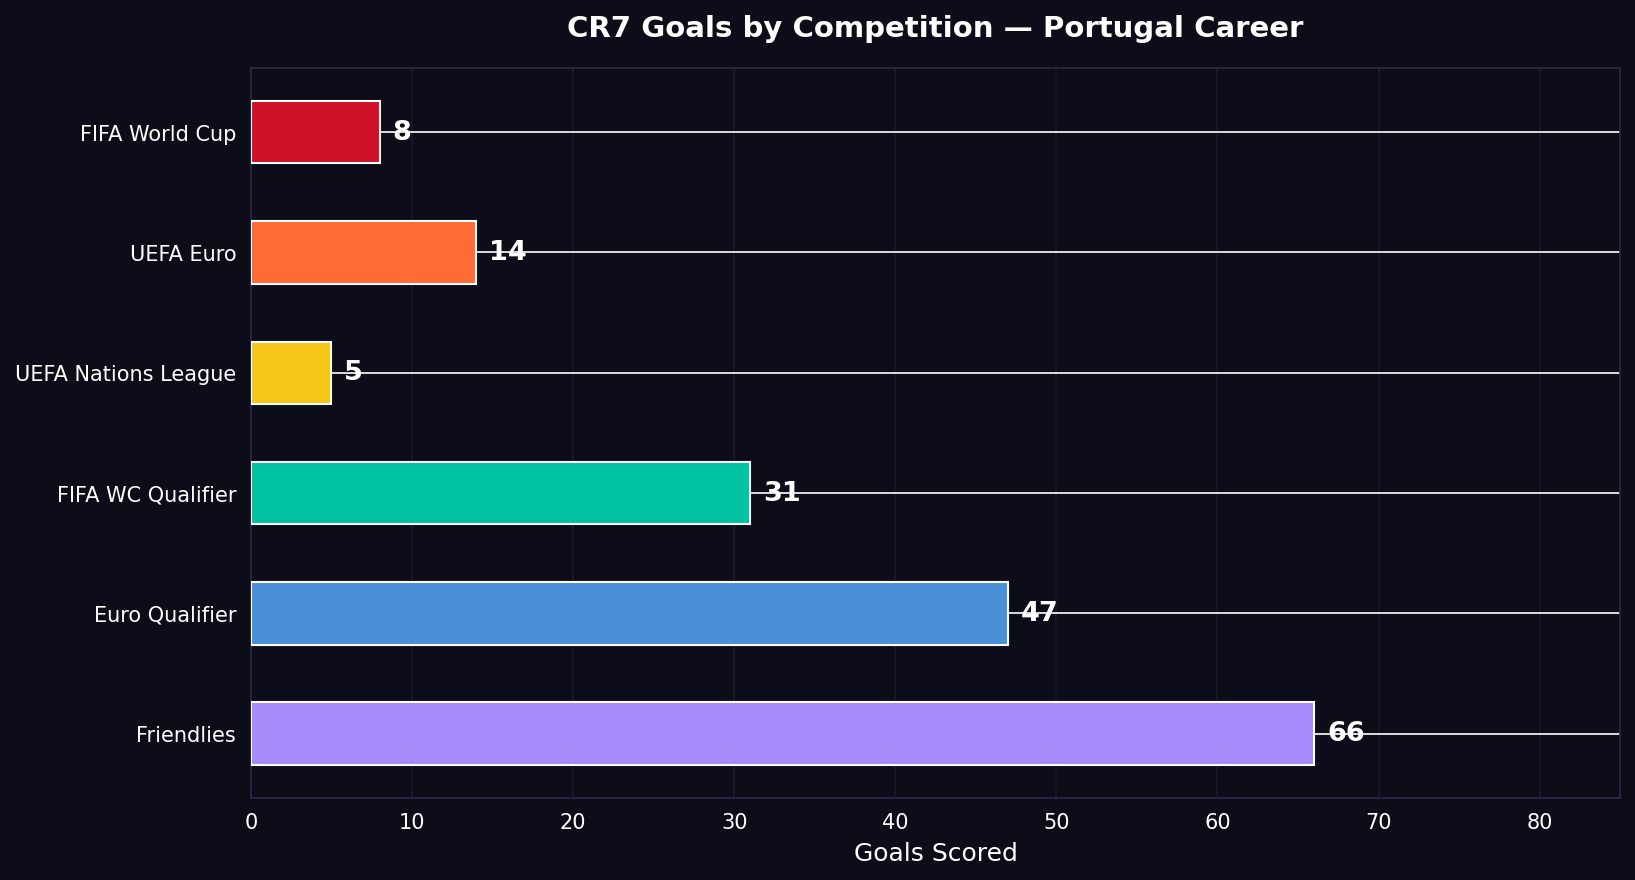 CR7 Goals by Competition — Portugal Career
FIFA World Cup
8
UEFA Euro
14
UEFA Nations League
5
FIFA WC Qualifier
31
Euro Qualifier
47
Friendlies
66
0 10 20 30 40 50 60 70 80
Goals Scored